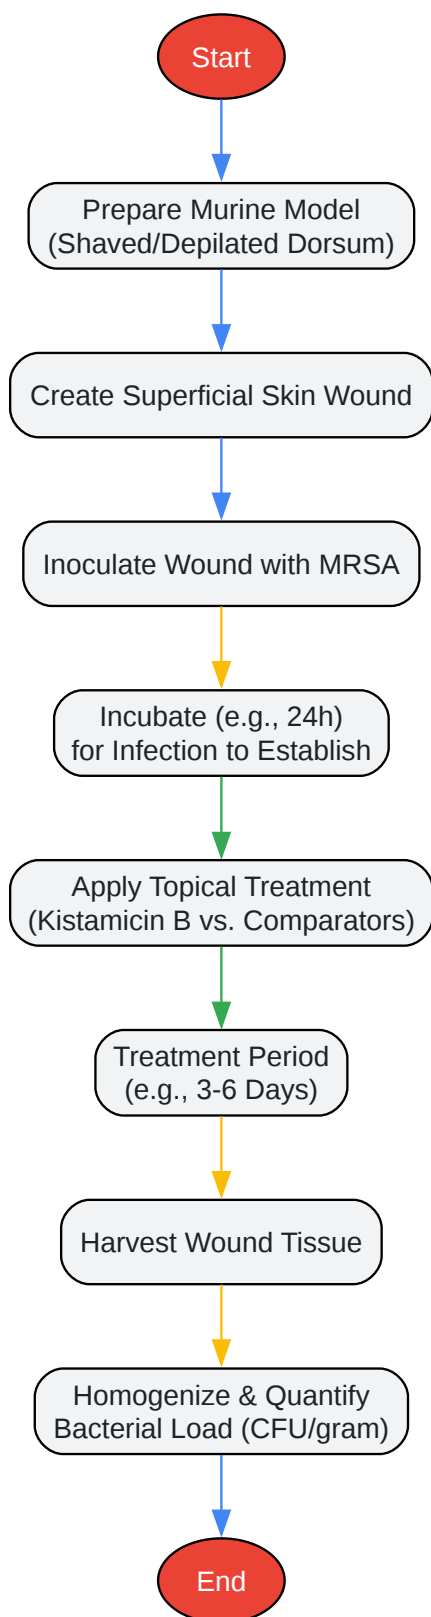 Start
Prepare Murine Model
(Shaved/Depilated Dorsum)
Create Superficial Skin Wound
Inoculate Wound with MRSA
Incubate (e.g., 24h)
for Infection to Establish
Apply Topical Treatment
(Kistamicin B vs. Comparators)
Treatment Period
(e.g., 3-6 Days)
Harvest Wound Tissue
Homogenize & Quantify
Bacterial Load (CFU/gram)
End